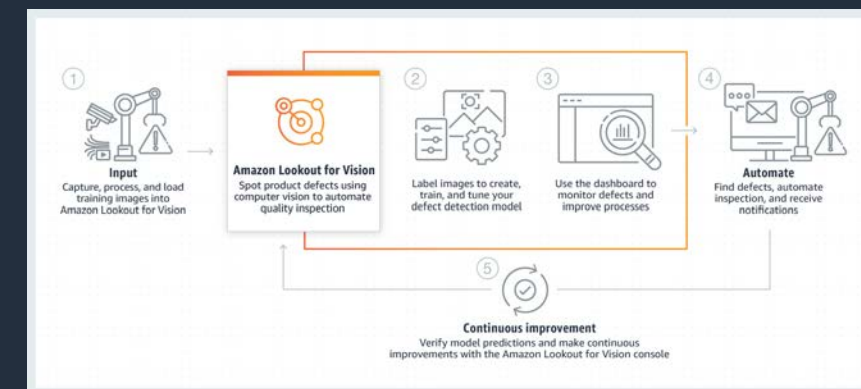 1
Input
Capture, process, and load
training images into
Amazon Lookout for Vision
Amazon Lookout for Vision
Spot product defects using
computer vision to automate
quality inspection
2
Label images to create,
train, and tune your
defect detection model
3
Use the dashboard to
monitor defects and
improve processes
4
Automate
Find defects, automate
inspection, and receive
notifications
5
Continuous improvement
Verify model predictions and make continuous
improvements with the Amazon Lookout for Vision console